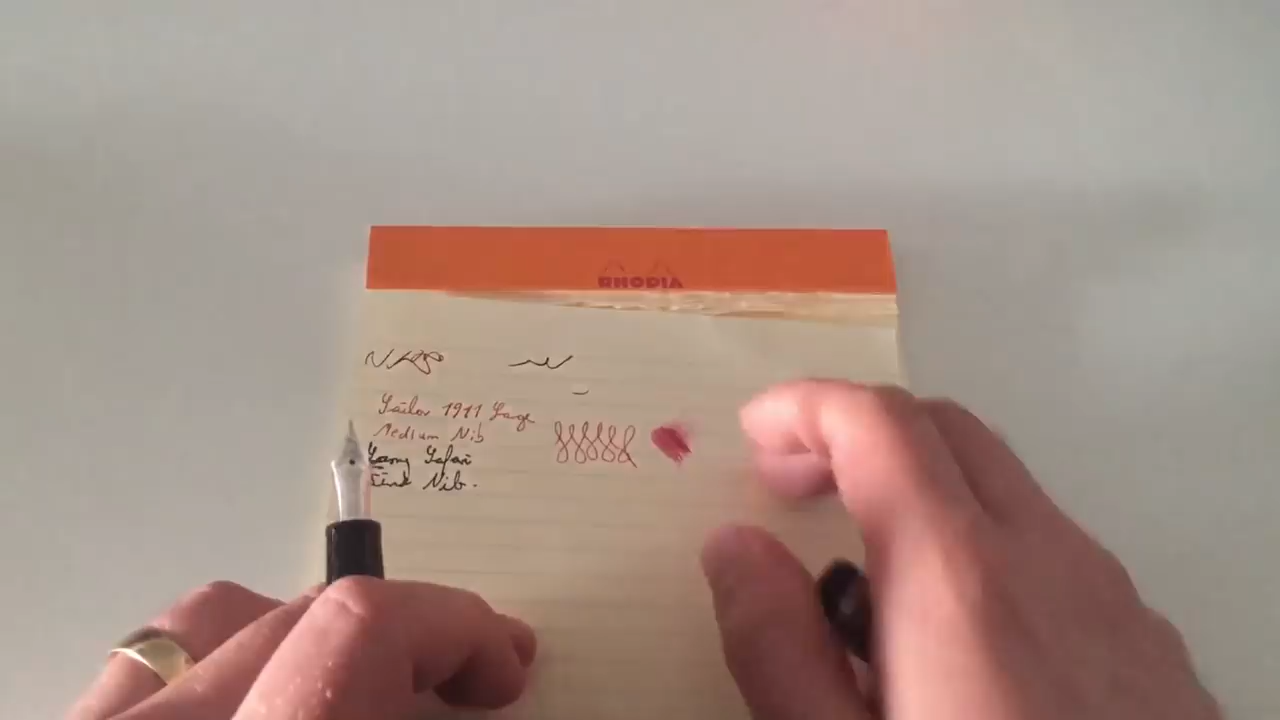 RHODIA
Sailor 1911 Large
Medium Nib
Lamy Safari
Fine Nib.